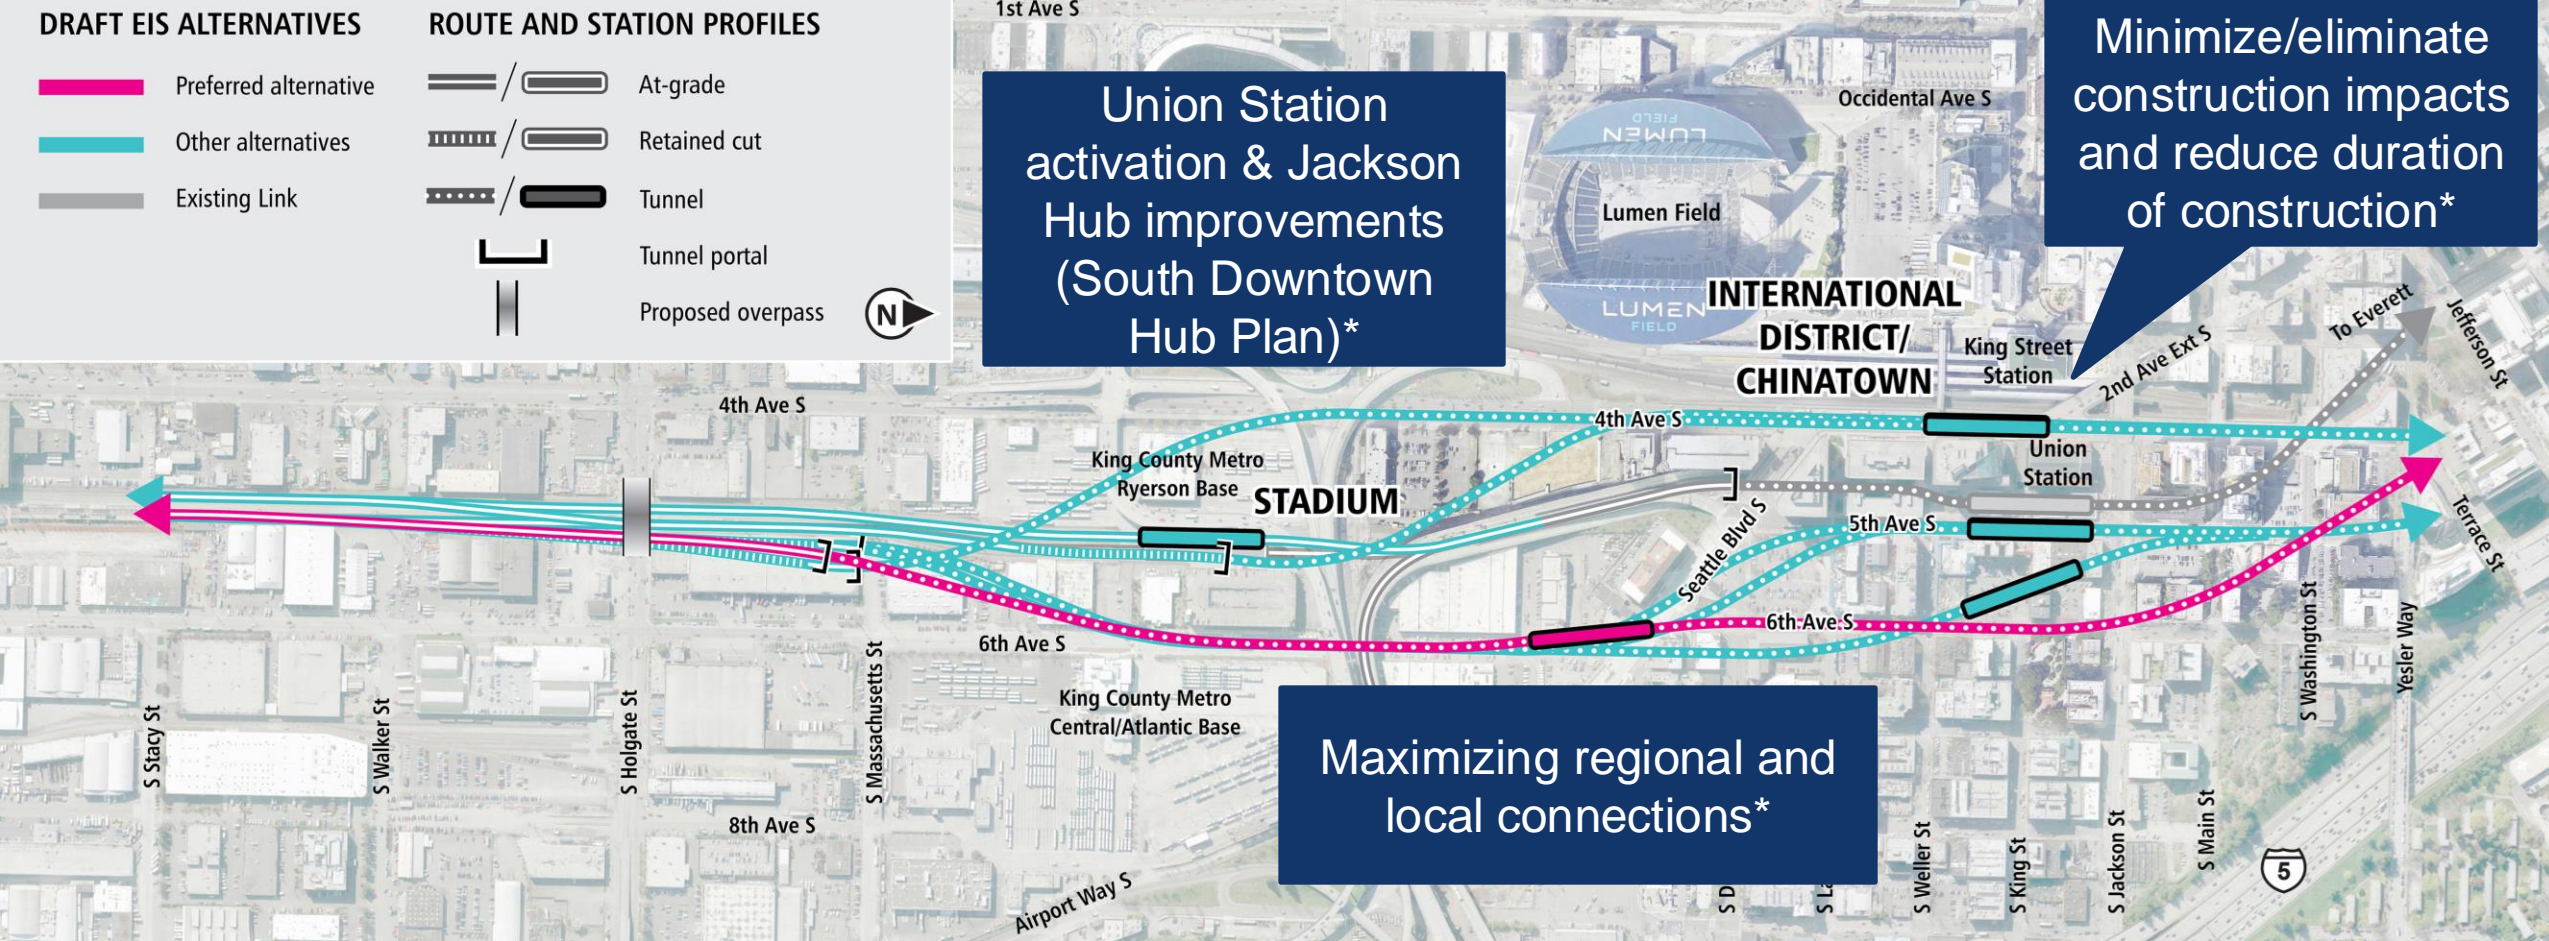 DRAFT EIS ALTERNATIVES
Preferred alternative
Other alternatives
Existing Link
ROUTE AND STATION PROFILES
At-grade
Retained cut
Tunnel
Tunnel portal
Proposed overpass
N
1st Ave S
Union Station
activation & Jackson
Hub improvements
(South Downtown
Hub Plan)*
Minimize/eliminate
construction impacts
and reduce duration
of construction*
Occidental Ave S
LUMEN
FIELD
Lumen Field
LUMEN
FIELD
INTERNATIONAL
DISTRICT/
CHINATOWN
King Street
Station
2nd Ave Ext S
To Everett
Jefferson St
4th Ave S
4th Ave S
Union
Station
King County Metro
Ryerson Base
STADIUM
Seattle Blvd S
5th Ave S
Terrace St
6th Ave S
6th Ave S
King County Metro
Central/Atlantic Base
Maximizing regional and
local connections*
S Stacy St
S Walker St
S Holgate St
S Massachusetts St
8th Ave S
Airport Way S
S Weller St
S King St
S Jackson St
S Main St
S Washington St
Yesler Way
5